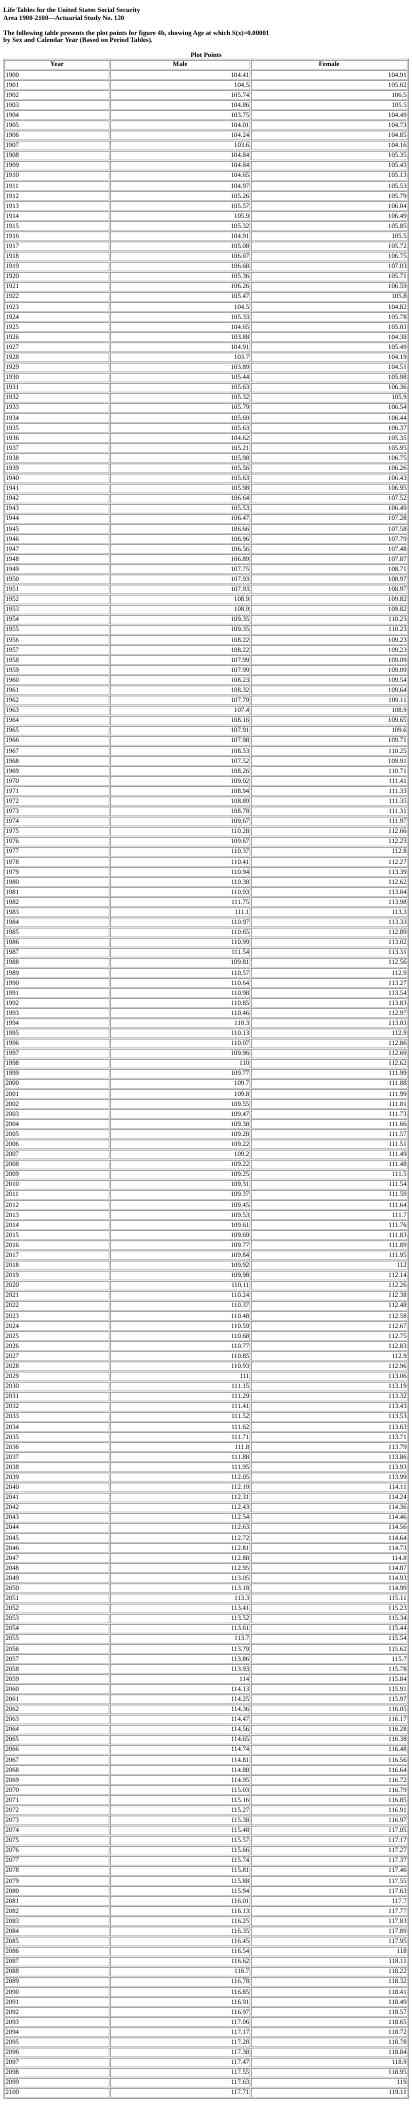 Life Tables for the United States Social Security
Area 1900-2100—Actuarial Study No. 120
The following table presents the plot points for figure 4b, showing Age at which S(x)=0.00001
by Sex and Calendar Year (Based on Period Tables).
Plot Points
Year Male Female
1900 104.41 104.91
1901 104.5 105.62
1902 105.74 106.5
1903 104.86 105.5
1904 103.75 104.49
1905 104.01 104.73
1906 104.24 104.85
1907 103.6 104.16
1908 104.84 105.35
1909 104.84 105.45
1910 104.65 105.13
1911 104.97 105.53
1912 105.26 105.79
1913 105.57 106.04
1914 105.9 106.49
1915 105.32 105.85
1916 104.91 105.5
1917 105.08 105.72
1918 106.07 106.75
1919 106.68 107.03
1920 105.36 105.71
1921 106.26 106.59
1922 105.47 105.8
1923 104.5 104.82
1924 105.33 105.78
1925 104.65 105.03
1926 103.88 104.38
1927 104.91 105.49
1928 103.7 104.19
1929 103.89 104.51
1930 105.44 105.98
1931 105.63 106.36
1932 105.32 105.9
1933 105.79 106.54
1934 105.69 106.44
1935 105.63 106.37
1936 104.62 105.35
1937 105.21 105.95
1938 105.98 106.75
1939 105.56 106.26
1940 105.63 106.43
1941 105.98 106.95
1942 106.64 107.52
1943 105.53 106.49
1944 106.47 107.28
1945 106.66 107.58
1946 106.96 107.79
1947 106.56 107.48
1948 106.89 107.87
1949 107.75 108.71
1950 107.93 108.97
1951 107.93 108.97
1952 108.9 109.82
1953 108.9 109.82
1954 109.35 110.23
1955 109.35 110.23
1956 108.22 109.23
1957 108.22 109.23
1958 107.99 109.09
1959 107.99 109.09
1960 108.23 109.54
1961 108.32 109.64
1962 107.79 109.11
1963 107.4 108.9
1964 108.16 109.65
1965 107.91 109.6
1966 107.98 109.71
1967 108.53 110.25
1968 107.52 109.91
1969 108.26 110.71
1970 109.02 111.41
1971 108.94 111.33
1972 108.89 111.35
1973 108.78 111.31
1974 109.67 111.97
1975 110.28 112.66
1976 109.67 112.23
1977 110.37 112.8
1978 110.41 112.27
1979 110.94 113.39
1980 110.38 112.62
1981 110.93 113.04
1982 111.75 113.98
1983 111.1 113.3
1984 110.97 113.33
1985 110.65 112.89
1986 110.99 113.02
1987 111.54 113.51
1988 109.81 112.56
1989 110.57 112.9
1990 110.64 113.27
1991 110.98 113.54
1992 110.85 113.83
1993 110.46 112.97
1994 110.3 113.03
1995 110.13 112.9
1996 110.07 112.86
1997 109.96 112.69
1998 110 112.62
1999 109.77 111.99
2000 109.7 111.88
2001 109.8 111.99
2002 109.55 111.81
2003 109.47 111.73
2004 109.38 111.66
2005 109.28 111.57
2006 109.22 111.51
2007 109.2 111.49
2008 109.22 111.48
2009 109.25 111.5
2010 109.31 111.54
2011 109.37 111.59
2012 109.45 111.64
2013 109.53 111.7
2014 109.61 111.76
2015 109.69 111.83
2016 109.77 111.89
2017 109.84 111.95
2018 109.92 112
2019 109.98 112.14
2020 110.11 112.26
2021 110.24 112.38
2022 110.37 112.48
2023 110.48 112.58
2024 110.59 112.67
2025 110.68 112.75
2026 110.77 112.83
2027 110.85 112.9
2028 110.93 112.96
2029 111 113.06
2030 111.15 113.19
2031 111.29 113.32
2032 111.41 113.43
2033 111.52 113.53
2034 111.62 113.63
2035 111.71 113.71
2036 111.8 113.79
2037 111.88 113.86
2038 111.95 113.93
2039 112.05 113.99
2040 112.19 114.11
2041 112.31 114.24
2042 112.43 114.36
2043 112.54 114.46
2044 112.63 114.56
2045 112.72 114.64
2046 112.81 114.73
2047 112.88 114.8
2048 112.95 114.87
2049 113.05 114.93
2050 113.18 114.99
2051 113.3 115.11
2052 113.41 115.23
2053 113.52 115.34
2054 113.61 115.44
2055 113.7 115.54
2056 113.79 115.62
2057 113.86 115.7
2058 113.93 115.78
2059 114 115.84
2060 114.13 115.91
2061 114.25 115.97
2062 114.36 116.05
2063 114.47 116.17
2064 114.56 116.28
2065 114.65 116.38
2066 114.74 116.48
2067 114.81 116.56
2068 114.88 116.64
2069 114.95 116.72
2070 115.03 116.79
2071 115.16 116.85
2072 115.27 116.91
2073 115.38 116.97
2074 115.48 117.05
2075 115.57 117.17
2076 115.66 117.27
2077 115.74 117.37
2078 115.81 117.46
2079 115.88 117.55
2080 115.94 117.63
2081 116.01 117.7
2082 116.13 117.77
2083 116.25 117.83
2084 116.35 117.89
2085 116.45 117.95
2086 116.54 118
2087 116.62 118.11
2088 116.7 118.22
2089 116.78 118.32
2090 116.85 118.41
2091 116.91 118.49
2092 116.97 118.57
2093 117.06 118.65
2094 117.17 118.72
2095 117.28 118.78
2096 117.38 118.84
2097 117.47 118.9
2098 117.55 118.95
2099 117.63 119
2100 117.71 119.11